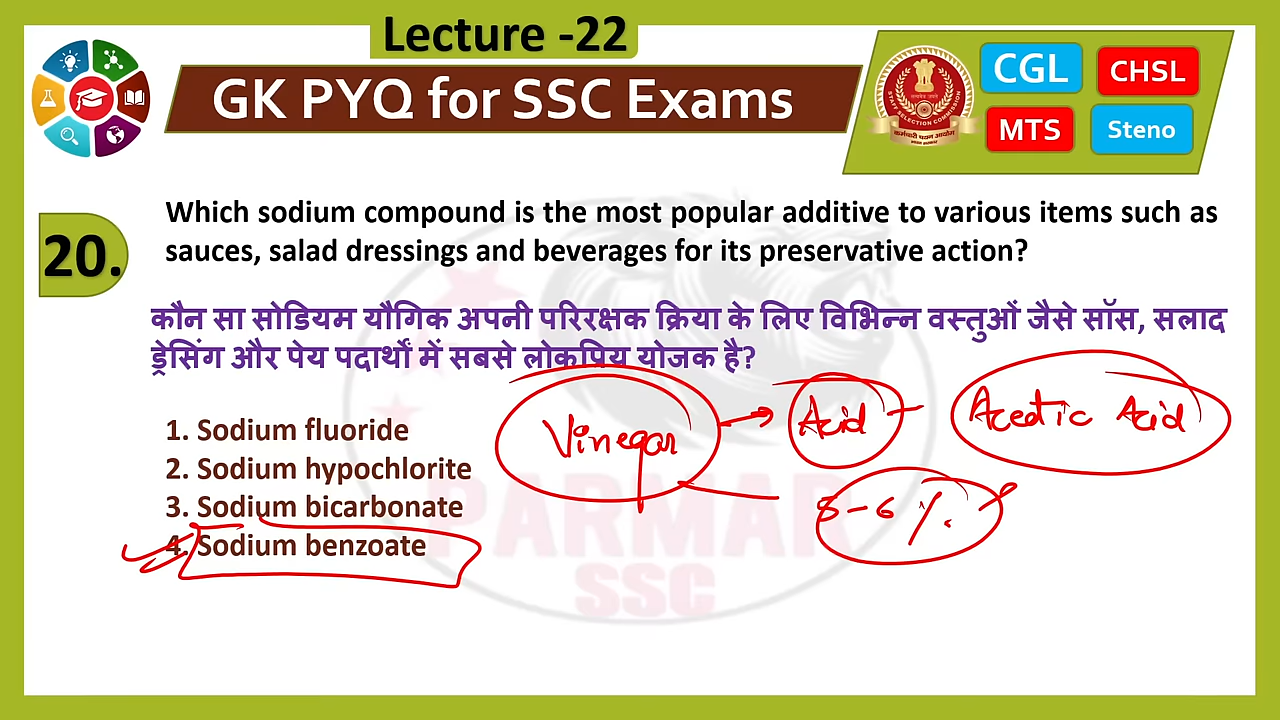 Lecture -22
GK PYQ for SSC Exams
CGL
CHSL
MTS
Steno
STAFF SELECTION COMMISSION
20.
Which sodium compound is the most popular additive to various items such as
sauces, salad dressings and beverages for its preservative action?
कौन सा सोडियम यौगिक अपनी परिरक्षक क्रिया के लिए विभिन्न वस्तुओं जैसे सॉस, सलाद
ड्रेसिंग और पेय पदार्थों में सबसे लोकप्रिय योजक है?
1. Sodium fluoride
2. Sodium hypochlorite
3. Sodium bicarbonate
4. Sodium benzoate
Vinegar
Acid
Acetic Acid
5-6 %.
PARMAR
SSC